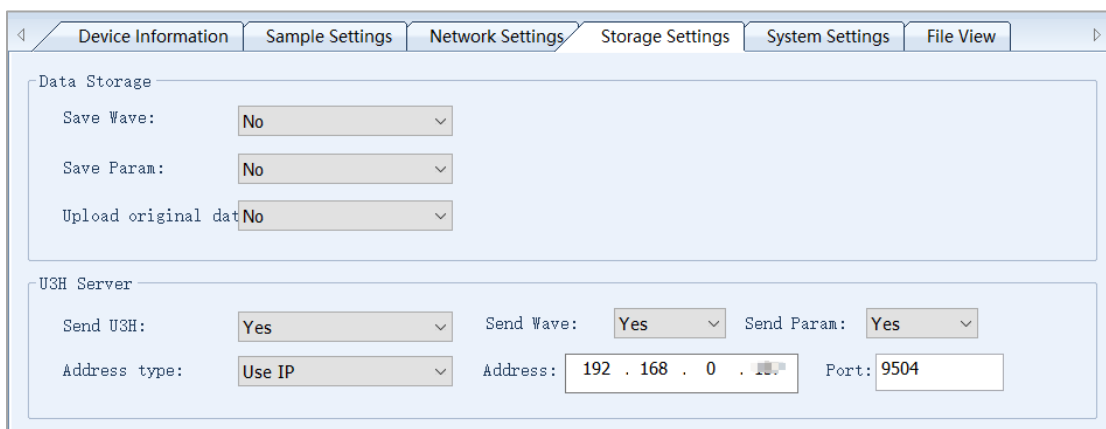 Device Information Sample Settings Network Settings Storage Settings System Settings File View
Data Storage
Save Wave: No
Save Param: No
Upload original dat No
U3H Server
Send U3H: Yes Send Wave: Yes Send Param: Yes
Address type: Use IP Address: 192 . 168 . 0 . Port: 9504